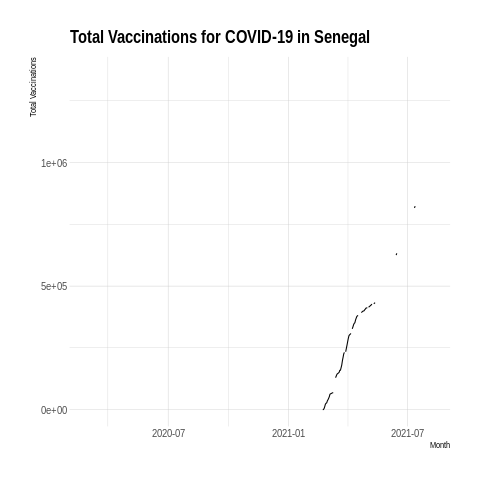 Total Vaccinations for COVID-19 in Senegal
Total Vaccinations
1e+06
5e+05
0e+00
2020-07 2021-01 2021-07
Month